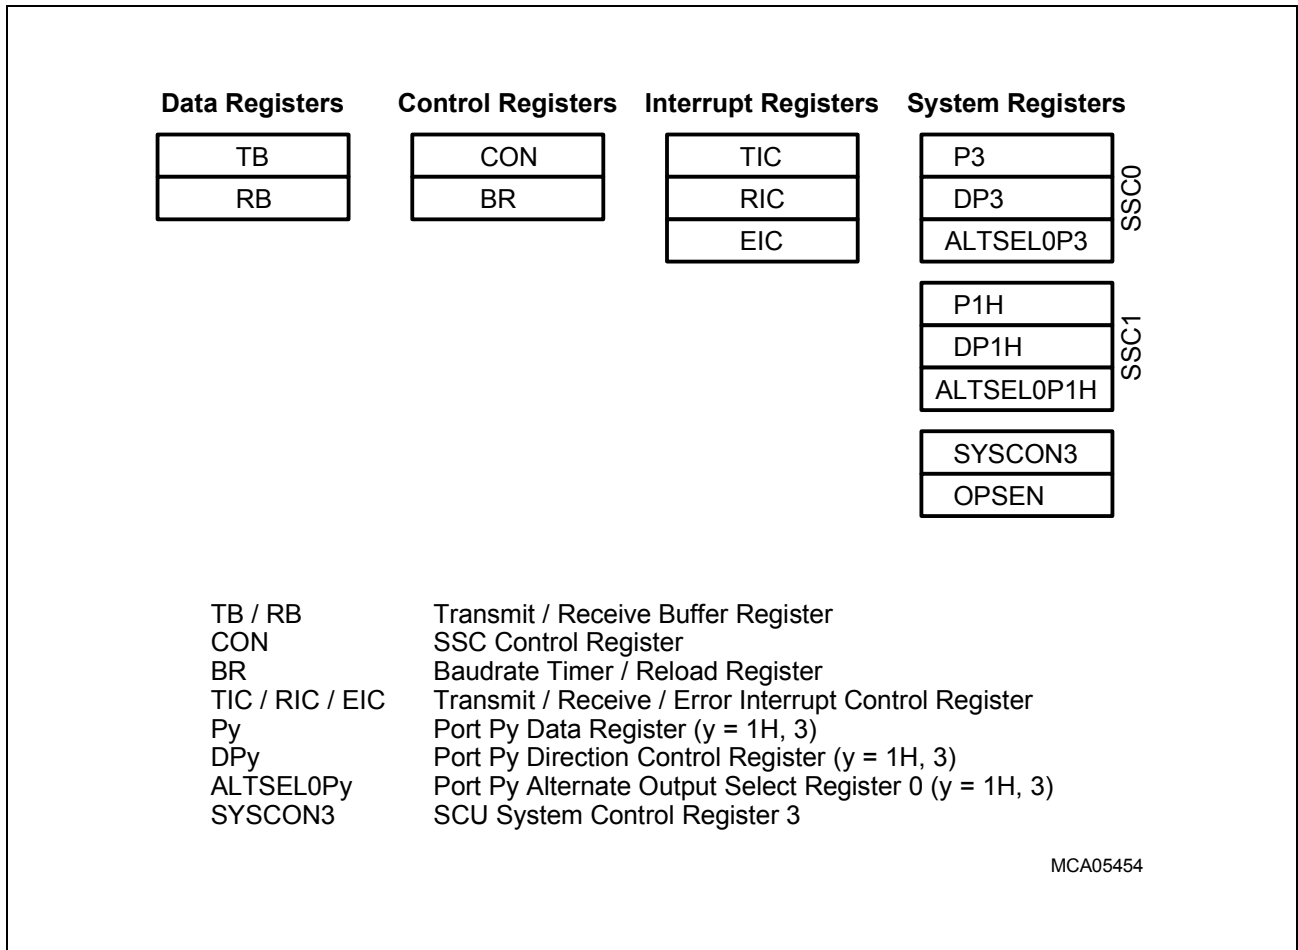 Data Registers Control Registers Interrupt Registers System Registers
TB CON TIC P3
RB BR RIC DP3
EIC ALTSEL0P3
SSC0
P1H
DP1H
ALTSEL0P1H
SSC1
SYSCON3
OPSEN
TB / RB Transmit / Receive Buffer Register
CON SSC Control Register
BR Baudrate Timer / Reload Register
TIC / RIC / EIC Transmit / Receive / Error Interrupt Control Register
Py Port Py Data Register (y = 1H, 3)
DPy Port Py Direction Control Register (y = 1H, 3)
ALTSEL0Py Port Py Alternate Output Select Register 0 (y = 1H, 3)
SYSCON3 SCU System Control Register 3
MCA05454